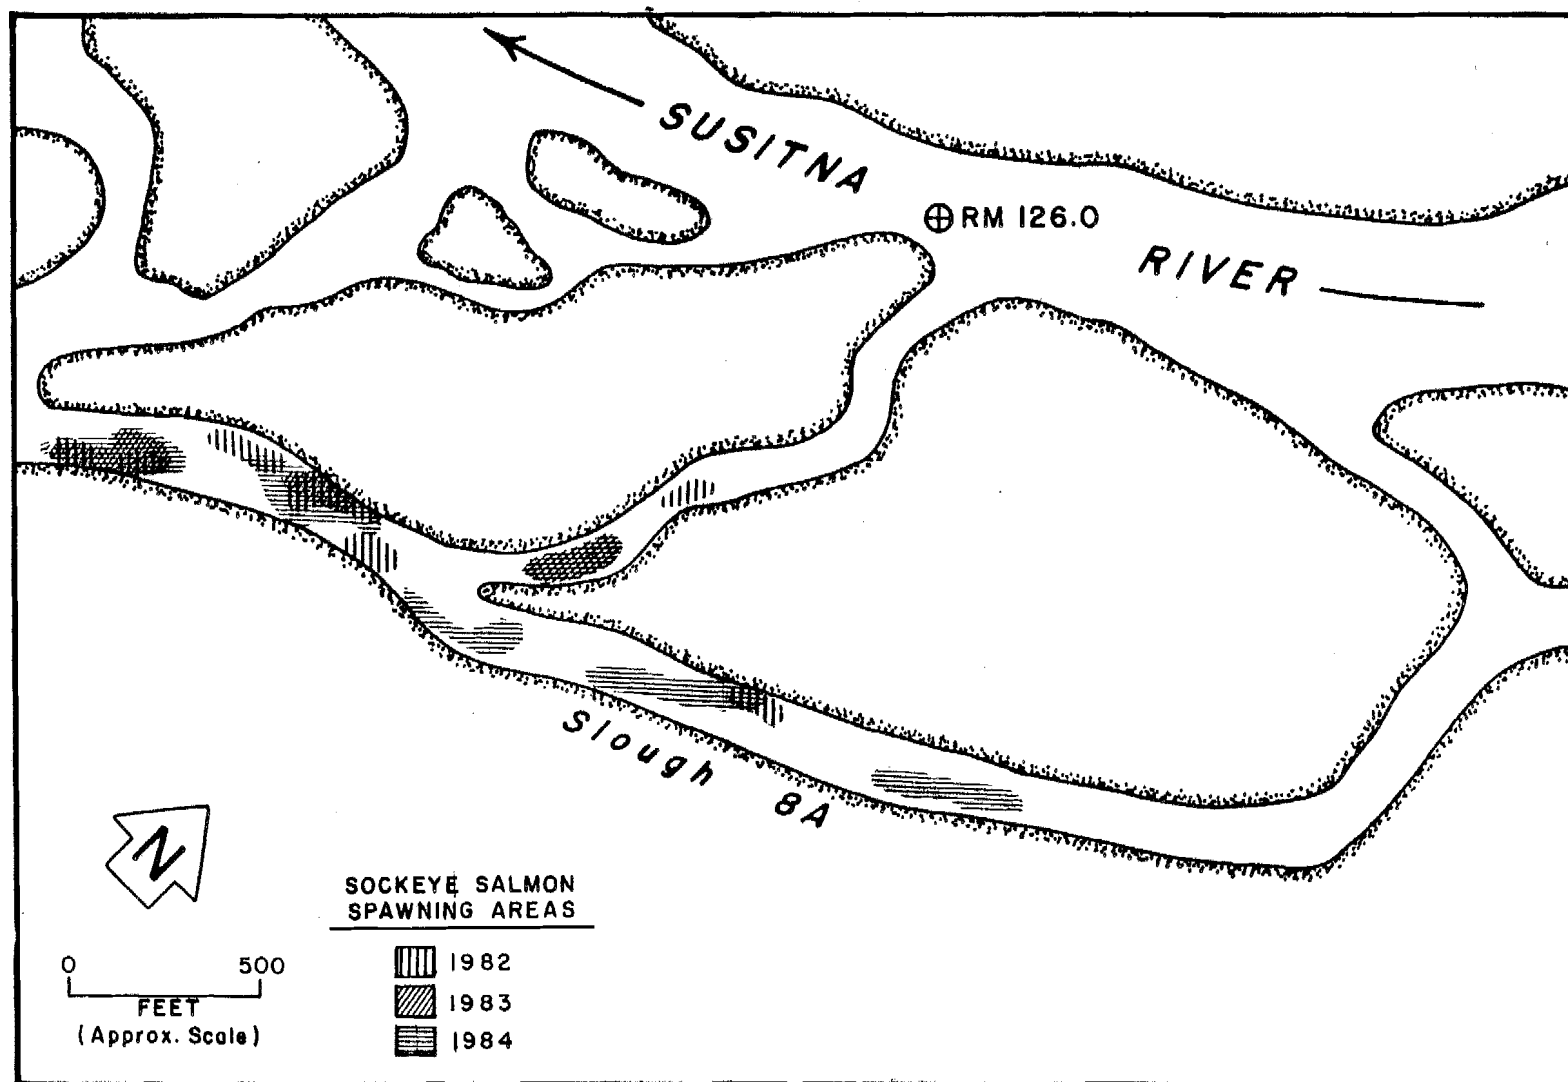 SUSITNA
RM 126.0
RIVER
Slough 8A
N
SOCKEYE SALMON
SPAWNING AREAS
0 500
FEET
(Approx. Scale)
1982
1983
1984